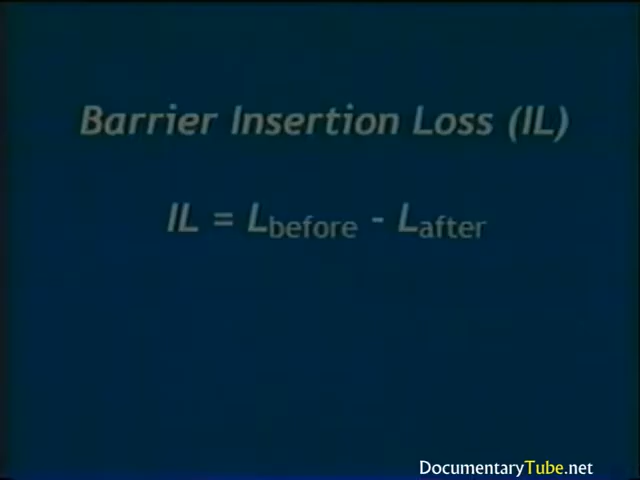 Barrier Insertion Loss (IL)
IL = Lbefore - Lafter
DocumentaryTube.net